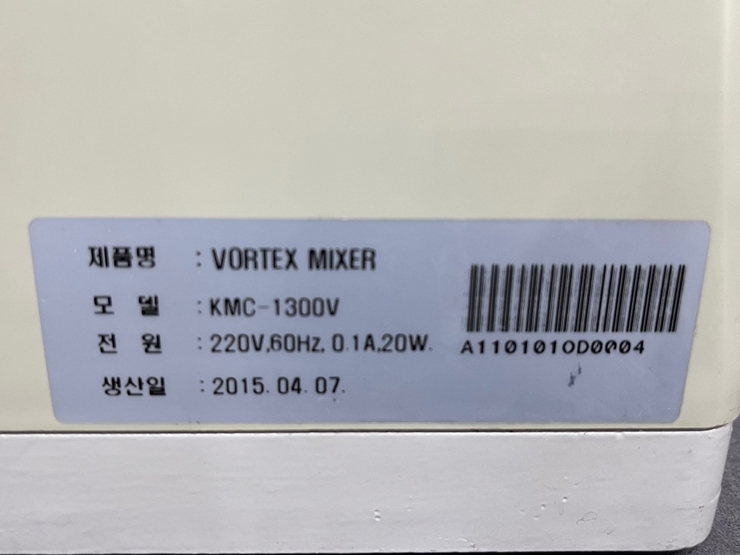 제품명 : VORTEX MIXER
모 델 : KMC-1300V
전 원 : 220V,60Hz, 0.1A,20W.
생산일 : 2015. 04. 07.
A1101010D0004